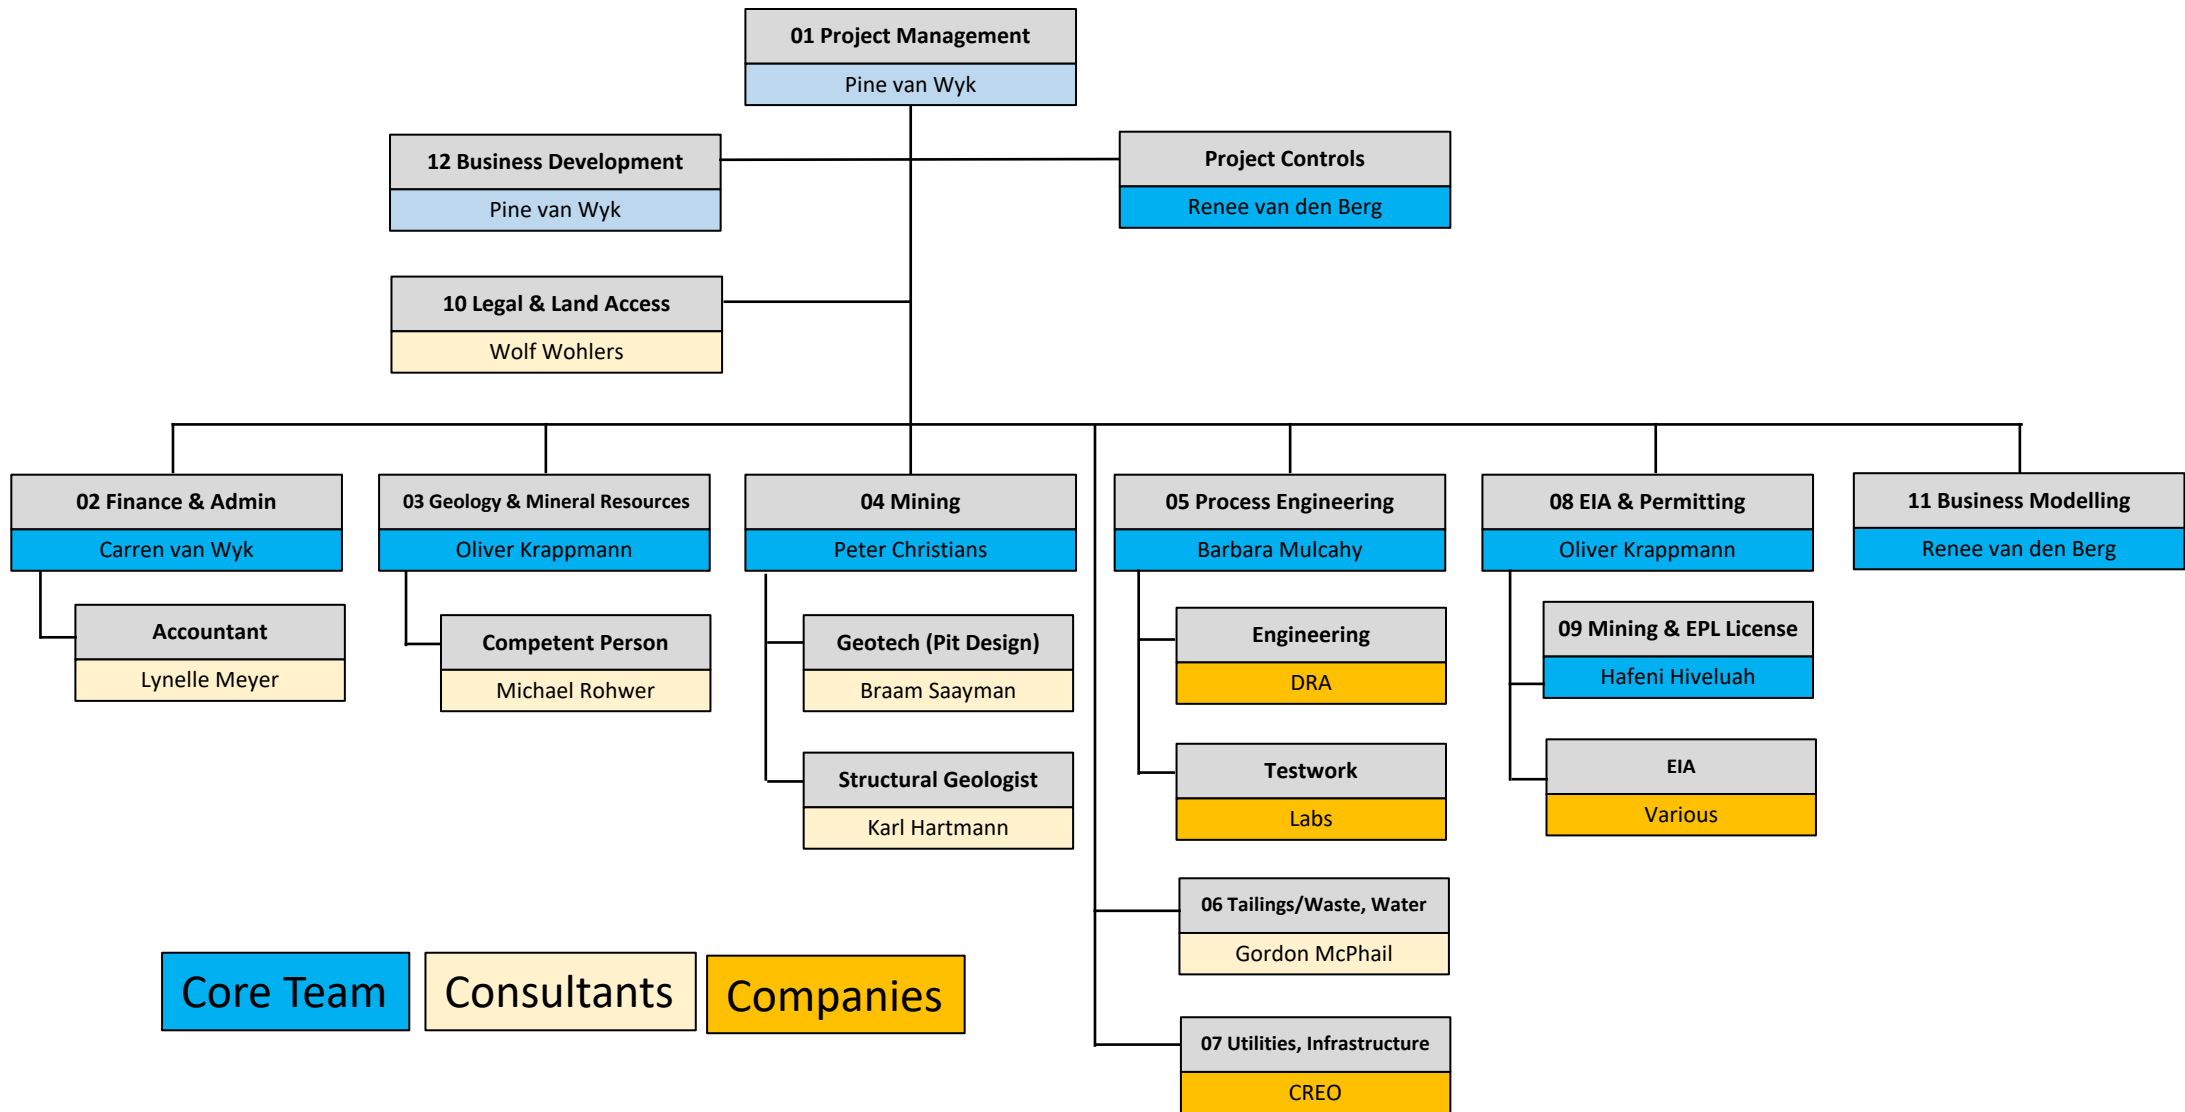 01 Project Management
Pine van Wyk
12 Business Development
Pine van Wyk
Project Controls
Renee van den Berg
10 Legal & Land Access
Wolf Wohlers
02 Finance & Admin
Carren van Wyk
Accountant
Lynelle Meyer
03 Geology & Mineral Resources
Oliver Krappmann
Competent Person
Michael Rohwer
04 Mining
Peter Christians
Geotech (Pit Design)
Braam Saayman
Structural Geologist
Karl Hartmann
05 Process Engineering
Barbara Mulcahy
Engineering
DRA
Testwork
Labs
06 Tailings/Waste, Water
Gordon McPhail
07 Utilities, Infrastructure
CREO
08 EIA & Permitting
Oliver Krappmann
09 Mining & EPL License
Hafeni Hiveluah
EIA
Various
11 Business Modelling
Renee van den Berg
Core Team
Consultants
Companies